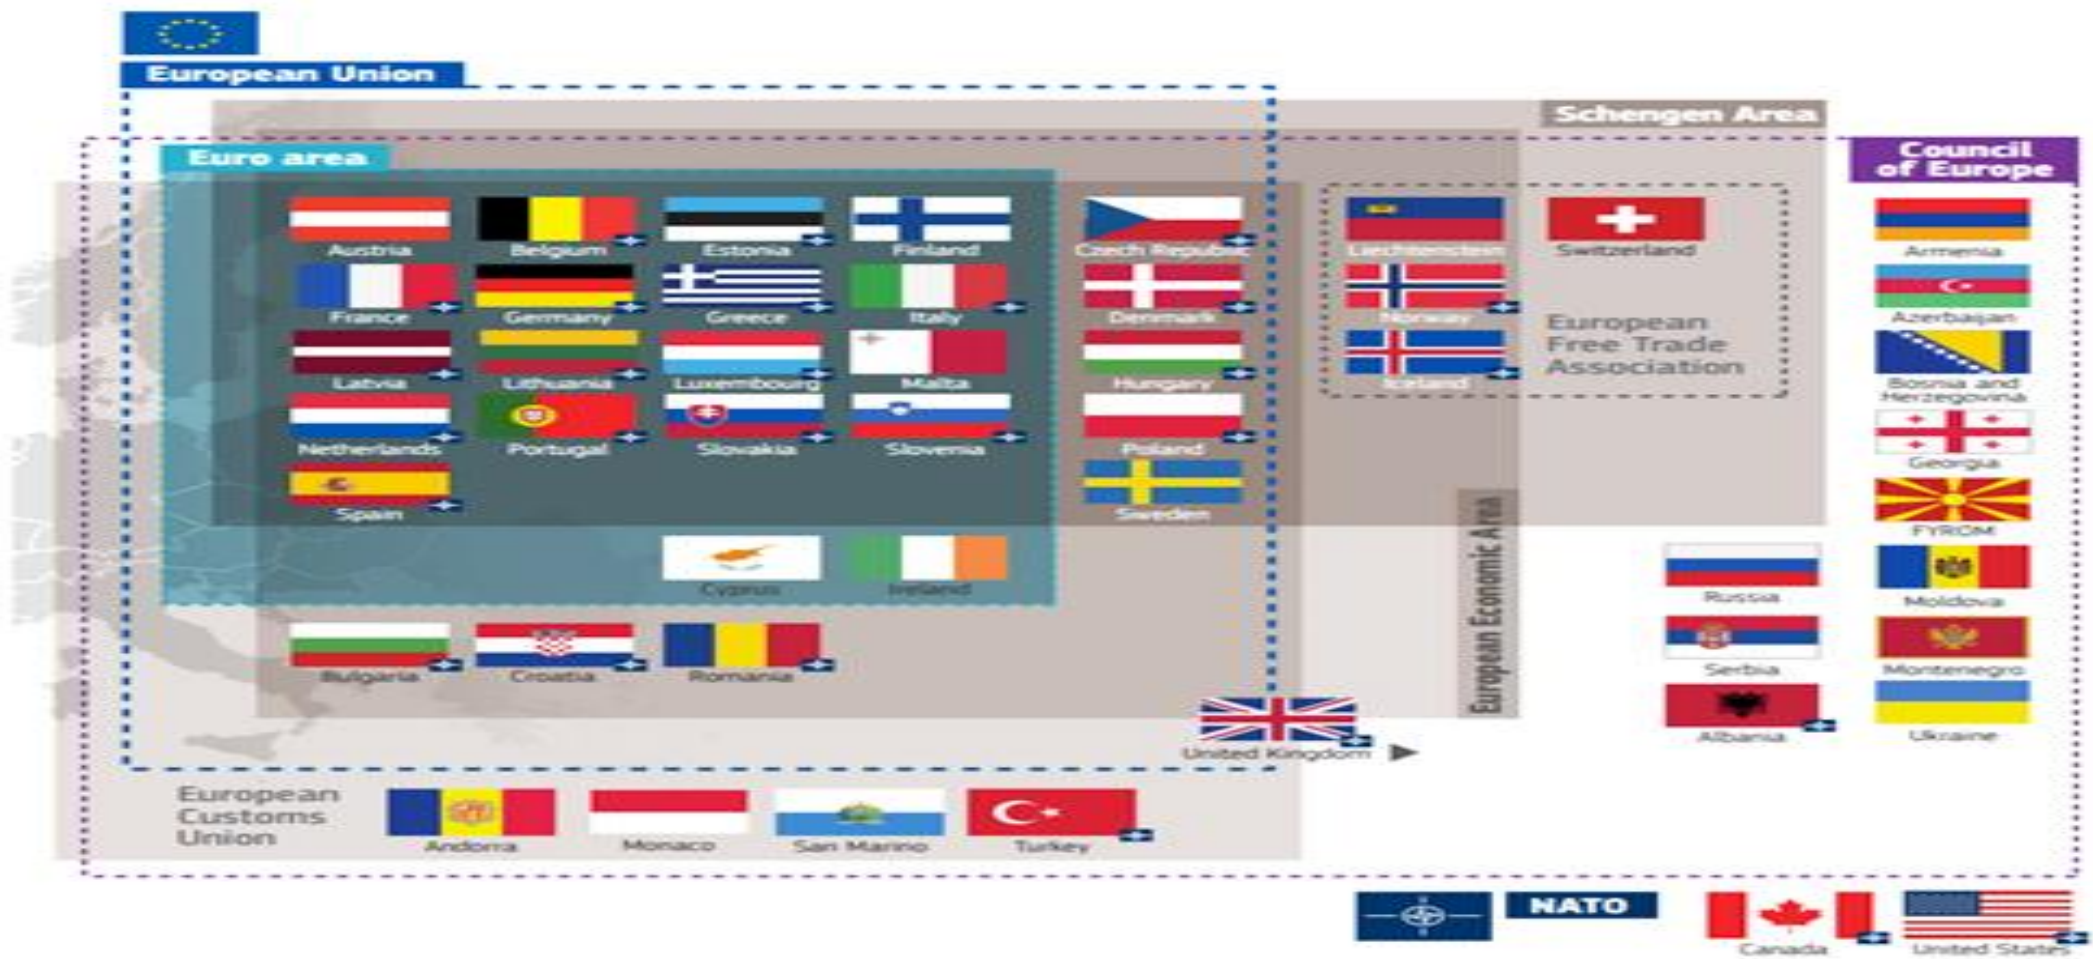 European Union
Schengen Area
Euro area
Council
of Europe
Austria
Belgium
Estonia
Finland
Czech Republic
Liechtenstein
Switzerland
Armenia
France
Germany
Greece
Italy
Denmark
Norway
European
Free Trade
Association
Azerbaijan
Latvia
Lithuania
Luxembourg
Malta
Hungary
Iceland
Bosnia and
Herzegovina
Netherlands
Portugal
Slovakia
Slovenia
Poland
Georgia
Spain
Sweden
European Economic Area
FYROM
Cyprus
Ireland
Russia
Moldova
Bulgaria
Croatia
Romania
Serbia
Montenegro
United Kingdom
Albania
Ukraine
European
Customs
Union
Andorra
Monaco
San Marino
Turkey
NATO
Canada
United States